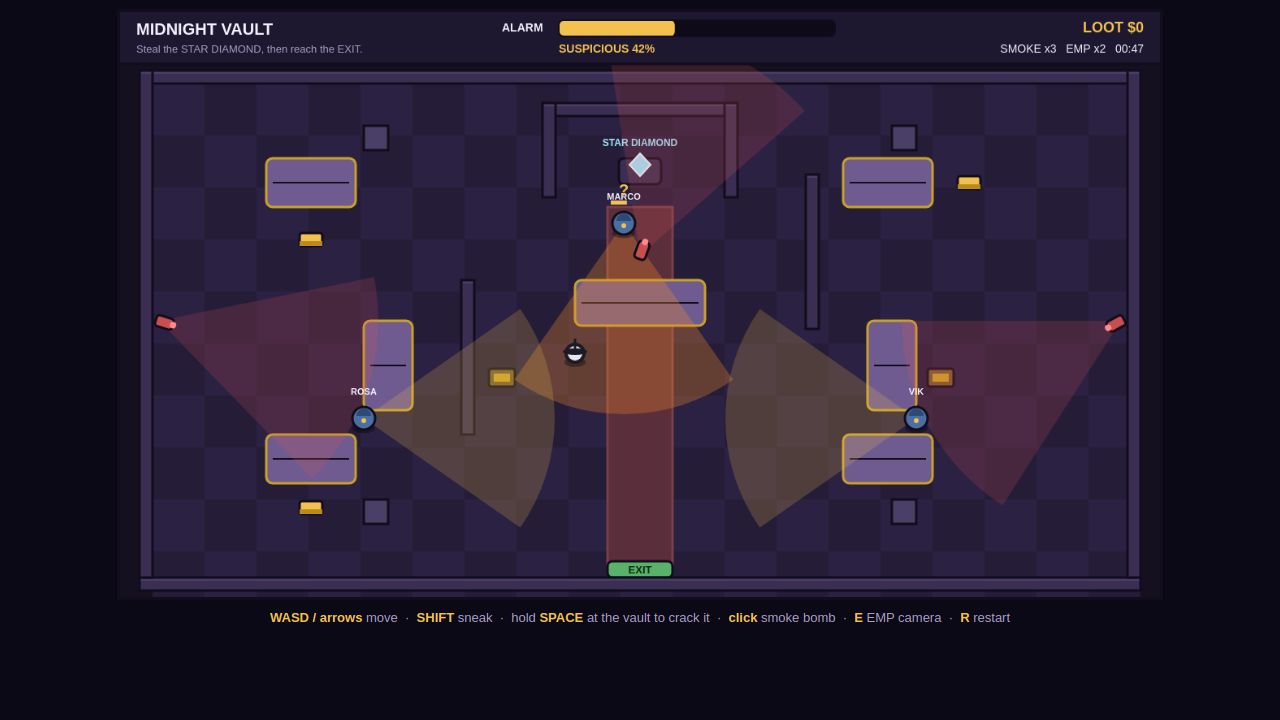 MIDNIGHT VAULT
Steal the STAR DIAMOND, then reach the EXIT.
ALARM
SUSPICIOUS 42%
LOOT $0
SMOKE x3 EMP x2 00:47
STAR DIAMOND
?
MARCO
ROSA
VIK
EXIT
WASD / arrows move · SHIFT sneak · hold SPACE at the vault to crack it · click smoke bomb · E EMP camera · R restart